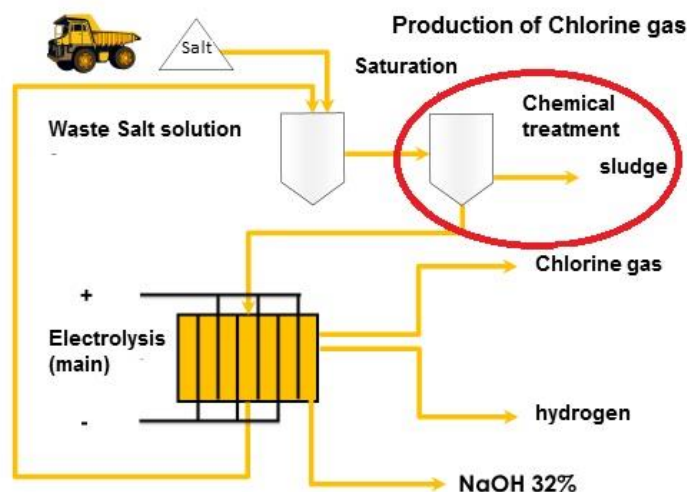 Production of Chlorine gas
Salt
Saturation
Waste Salt solution
Chemical
treatment
sludge
Chlorine gas
+
Electrolysis
(main)
-
hydrogen
NaOH 32%